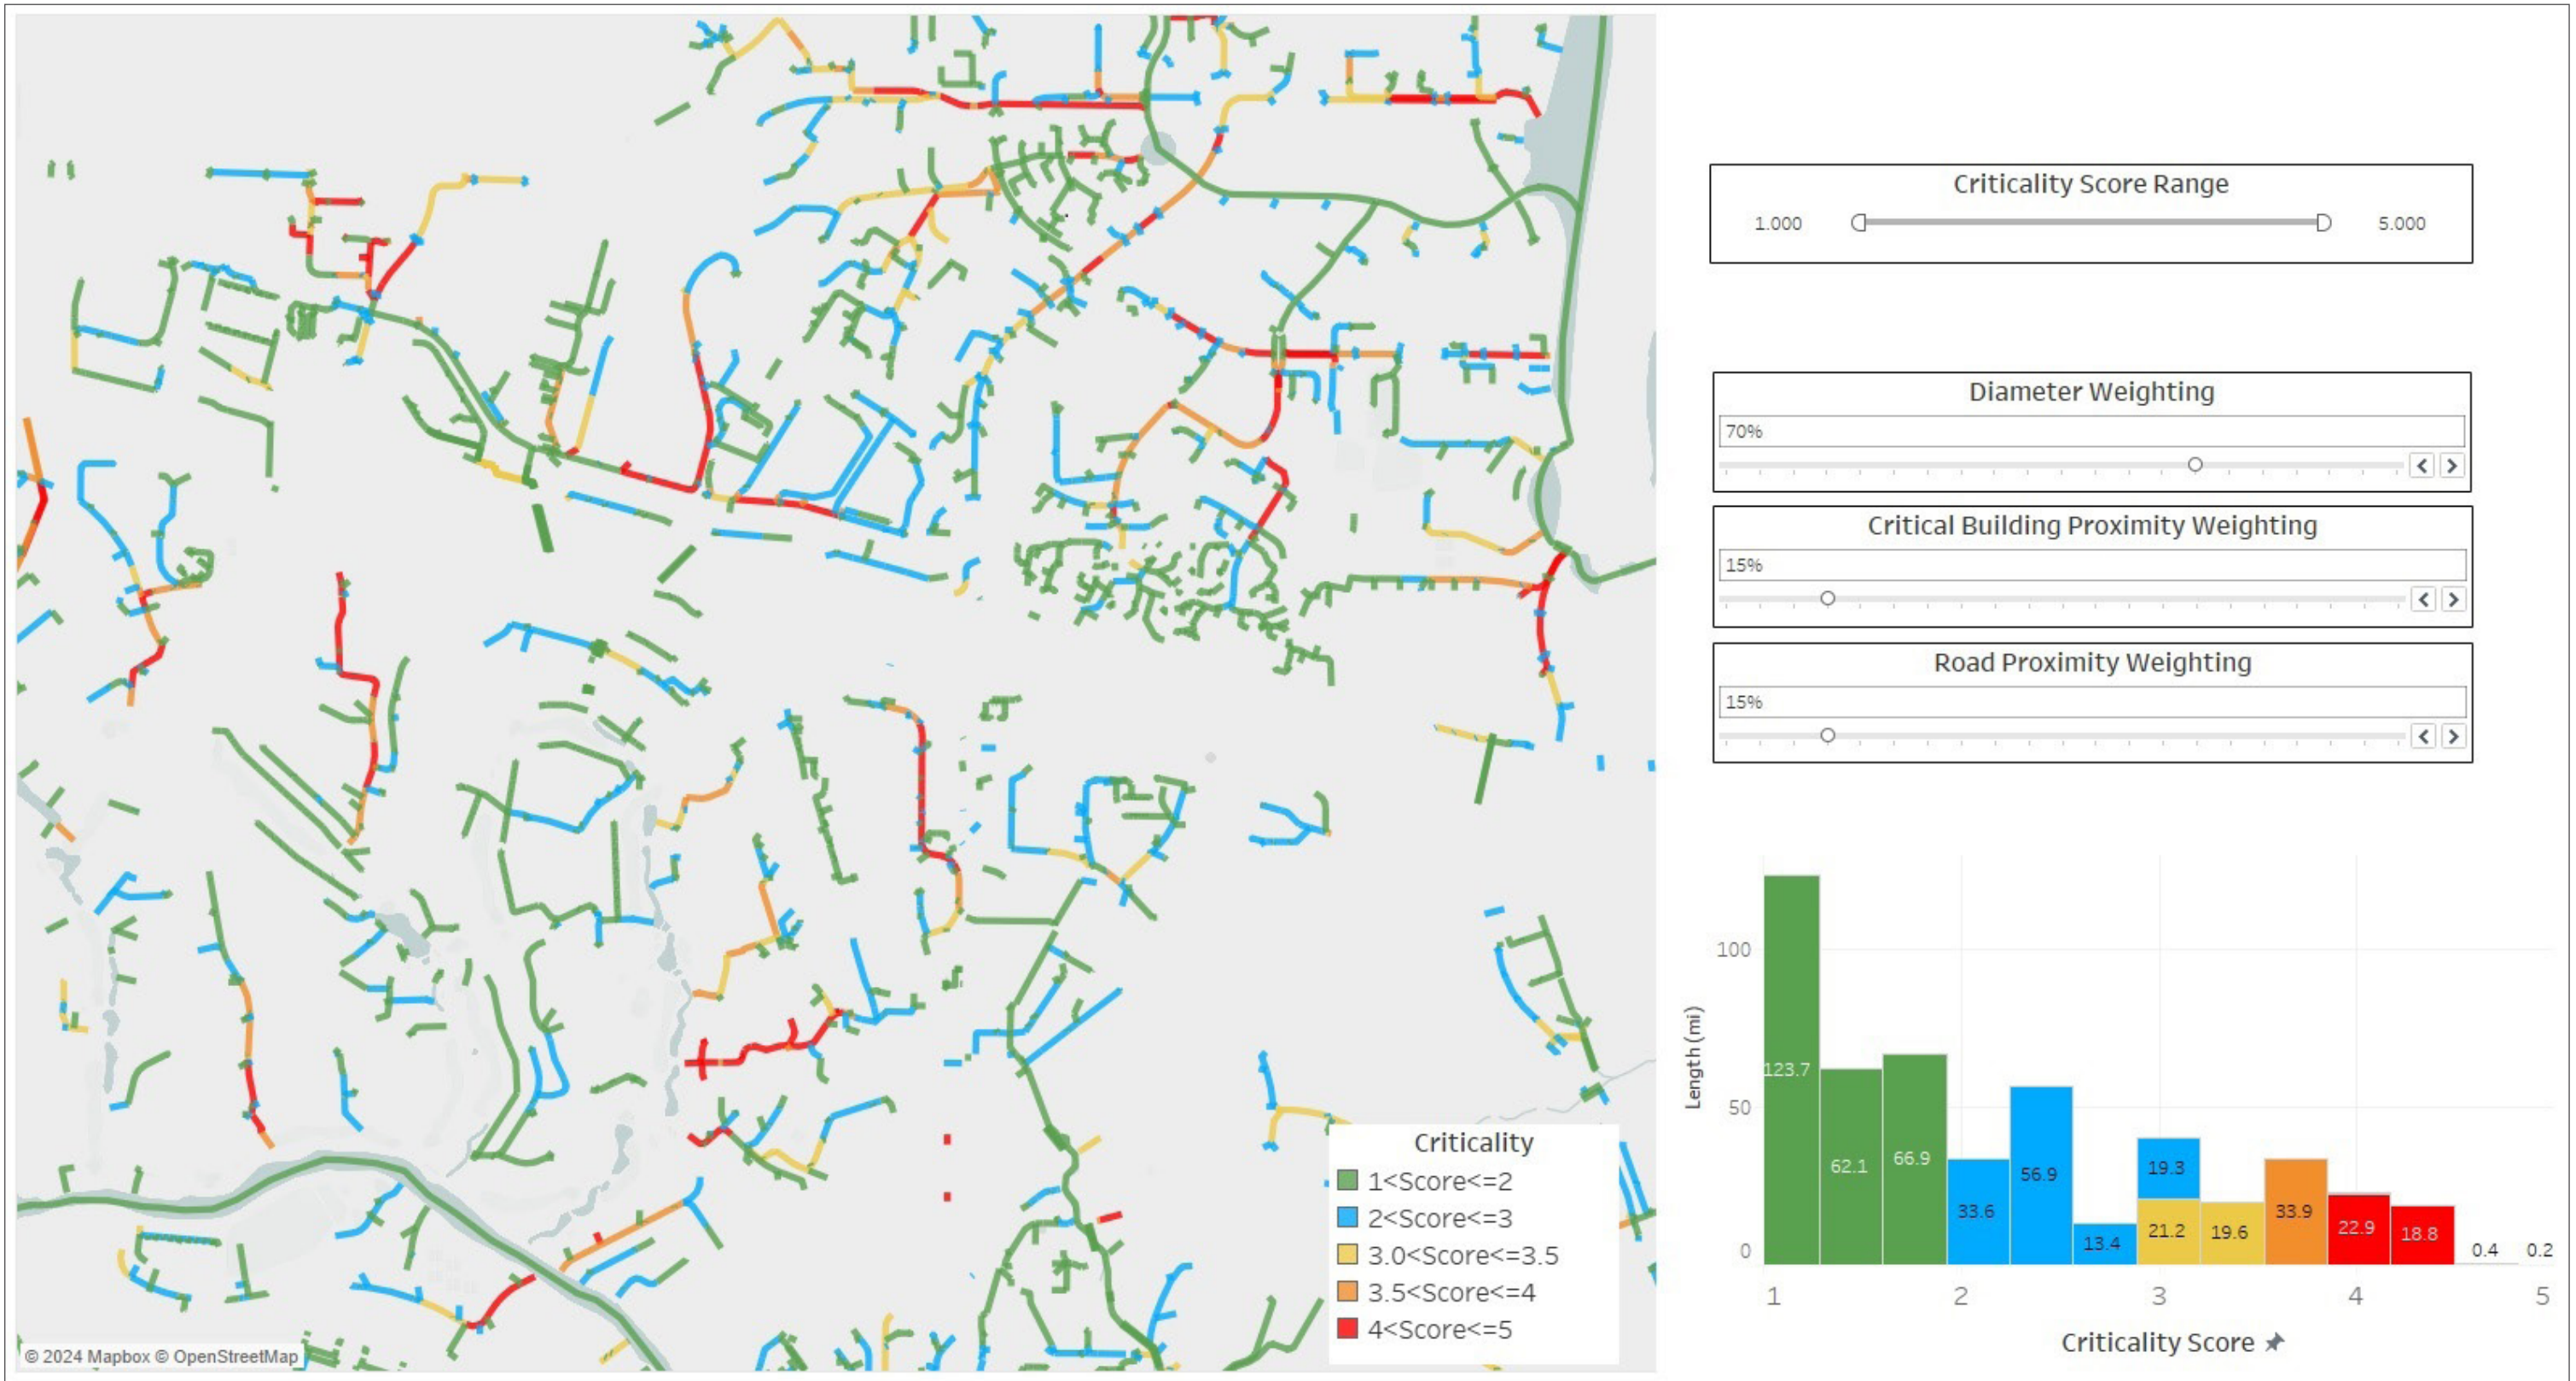 Criticality Score Range
1.000 5.000
Diameter Weighting
70%
Critical Building Proximity Weighting
15%
Road Proximity Weighting
15%
Criticality
1<Score<=2
2<Score<=3
3.0<Score<=3.5
3.5<Score<=4
4<Score<=5
© 2024 Mapbox © OpenStreetMap
Length (mi)
100
50
0
123.7
62.1
66.9
33.6
56.9
13.4
19.3
21.2
19.6
33.9
22.9
18.8
0.4
0.2
1 2 3 4 5
Criticality Score